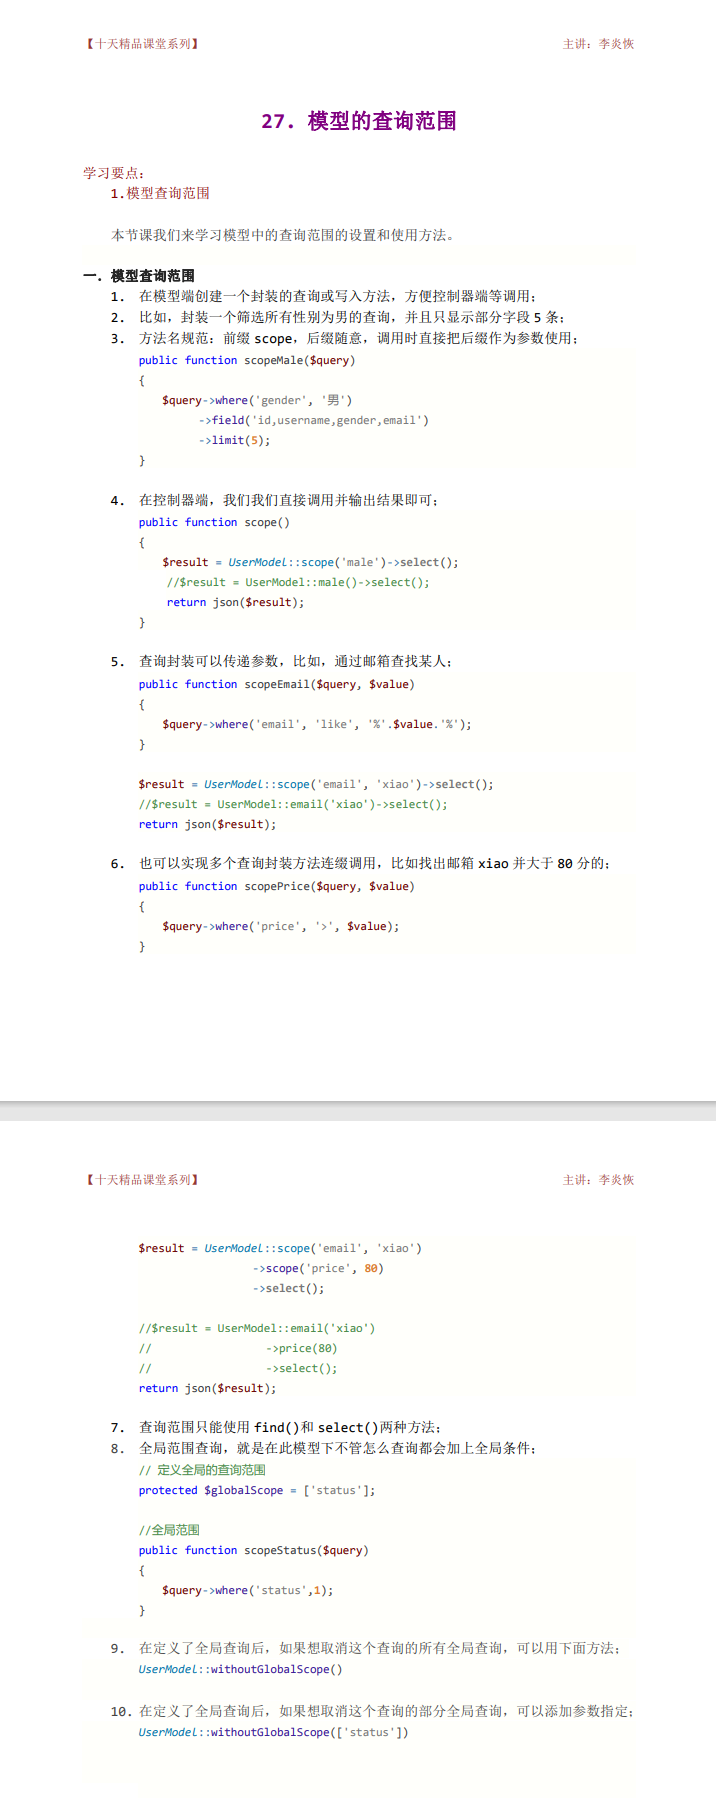 【十天精品课堂系列】 主讲：李炎恢
27．模型的查询范围
学习要点：
1.模型查询范围
本节课我们来学习模型中的查询范围的设置和使用方法。
一．模型查询范围
1. 在模型端创建一个封装的查询或写入方法，方便控制器端等调用；
2. 比如，封装一个筛选所有性别为男的查询，并且只显示部分字段 5 条；
3. 方法名规范：前缀 scope，后缀随意，调用时直接把后缀作为参数使用；
public function scopeMale($query)
{
$query->where('gender', '男')
->field('id,username,gender,email')
->limit(5);
}
4. 在控制器端，我们我们直接调用并输出结果即可；
public function scope()
{
$result = UserModel::scope('male')->select();
//$result = UserModel::male()->select();
return json($result);
}
5. 查询封装可以传递参数，比如，通过邮箱查找某人；
public function scopeEmail($query, $value)
{
$query->where('email', 'like', '%'.$value.'%');
}
$result = UserModel::scope('email', 'xiao')->select();
//$result = UserModel::email('xiao')->select();
return json($result);
6. 也可以实现多个查询封装方法连缀调用，比如找出邮箱 xiao 并大于 80 分的；
public function scopePrice($query, $value)
{
$query->where('price', '>', $value);
}
【十天精品课堂系列】 主讲：李炎恢
$result = UserModel::scope('email', 'xiao')
->scope('price', 80)
->select();
//$result = UserModel::email('xiao')
// ->price(80)
// ->select();
return json($result);
7. 查询范围只能使用 find()和 select()两种方法；
8. 全局范围查询，就是在此模型下不管怎么查询都会加上全局条件；
// 定义全局的查询范围
protected $globalScope = ['status'];
//全局范围
public function scopeStatus($query)
{
$query->where('status',1);
}
9. 在定义了全局查询后，如果想取消这个查询的所有全局查询，可以用下面方法；
UserModel::withoutGlobalScope()
10. 在定义了全局查询后，如果想取消这个查询的部分全局查询，可以添加参数指定；
UserModel::withoutGlobalScope(['status'])